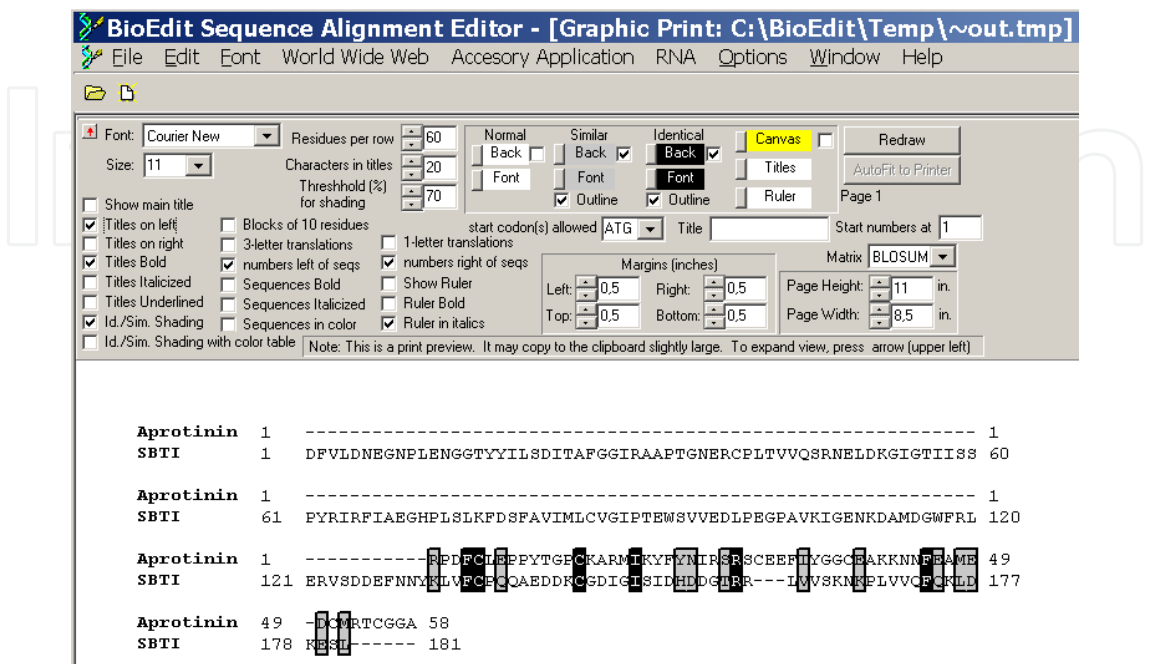 BioEdit Sequence Alignment Editor - [Graphic Print: C:\BioEdit\Temp\~out.tmp]
File Edit Font World Wide Web Accesory Application RNA Options Window Help
Font: Courier New Residues per row 60 Normal Similar Identical Canvas Redraw
Back Back Back
Size: 11 Characters in titles 20 Font Font Font Titles AutoFit to Printer
Threshhold (%) for shading 70 Outline Outline Ruler Page 1
Show main title
Titles on left Blocks of 10 residues start codon(s) allowed ATG Title Start numbers at 1
Titles on right 3-letter translations 1-letter translations
Titles Bold numbers left of seqs numbers right of seqs Margins (inches) Matrix BLOSUM
Titles Italicized Sequences Bold Show Ruler Left: 0,5 Right: 0,5 Page Height: 11 in.
Titles Underlined Sequences Italicized Ruler Bold
Id./Sim. Shading Sequences in color Ruler in italics Top: 0,5 Bottom: 0,5 Page Width: 8,5 in.
Id./Sim. Shading with color table Note: This is a print preview. It may copy to the clipboard slightly large. To expand view, press arrow (upper left)
Aprotinin 1 ------------------------------------------------------------ 1
SBTI 1 DFVLDNEGNPLENGGTYYILSDITAFGGIRAAPTGNERCPLTVVQSRNELDKGIGTIISS 60
Aprotinin 1 ------------------------------------------------------------ 1
SBTI 61 PYRIRFIAEGHPLSLKFDSFAVIMLCVGIPTEWSVVEDLPEGPAVKIGENKDAMDGWFRL 120
Aprotinin 1 -----------RPDFCLEPPYTGPCKARMIKYFYNIRSRSCEEFIYGGCEAKKNNFEAME 49
SBTI 121 ERVSDDEFNNYKLVFCPQQAEDDKCGDIGISIDHDDGTRR---LVVSKNKPLVVQFQKLD 177
Aprotinin 49 -DCMRTCGGA 58
SBTI 178 KESL------ 181